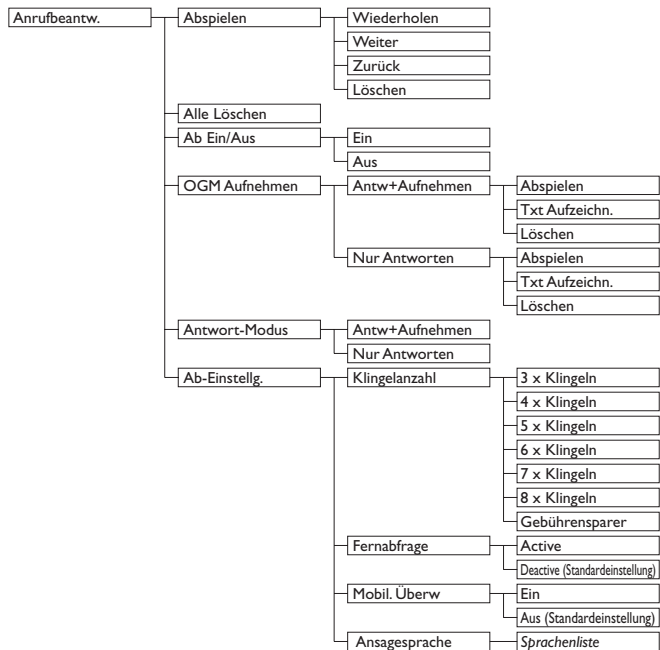 Anrufbeantw.
Abspielen
Wiederholen
Weiter
Zurück
Löschen
Alle Löschen
Ab Ein/Aus
Ein
Aus
OGM Aufnehmen
Antw+Aufnehmen
Abspielen
Txt Aufzeichn.
Löschen
Nur Antworten
Abspielen
Txt Aufzeichn.
Löschen
Antwort-Modus
Antw+Aufnehmen
Nur Antworten
Ab-Einstellg.
Klingelanzahl
3 x Klingeln
4 x Klingeln
5 x Klingeln
6 x Klingeln
7 x Klingeln
8 x Klingeln
Gebührensparer
Fernabfrage
Active
Deactive (Standardeinstellung)
Mobil. Überw
Ein
Aus (Standardeinstellung)
Ansagesprache
Sprachenliste